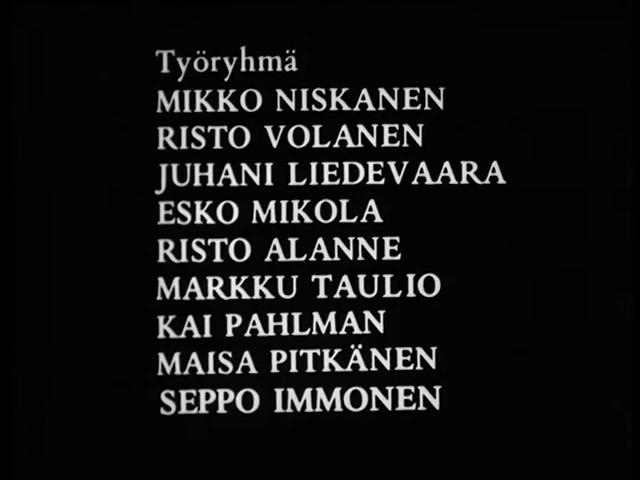 Työryhmä
MIKKO NISKANEN
RISTO VOLANEN
JUHANI LIEDEVAARA
ESKO MIKOLA
RISTO ALANNE
MARKKU TAULIO
KAI PAHLMAN
MAISA PITKÄNEN
SEPPO IMMONEN